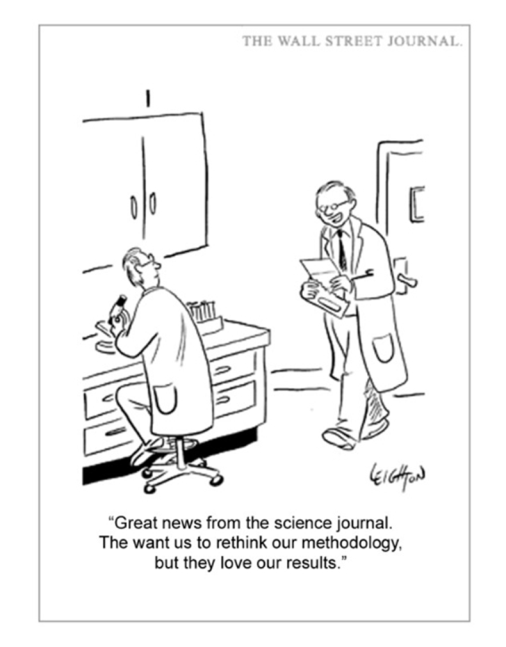 THE WALL STREET JOURNAL.
LEIGHTON
“Great news from the science journal.
The want us to rethink our methodology,
but they love our results.”